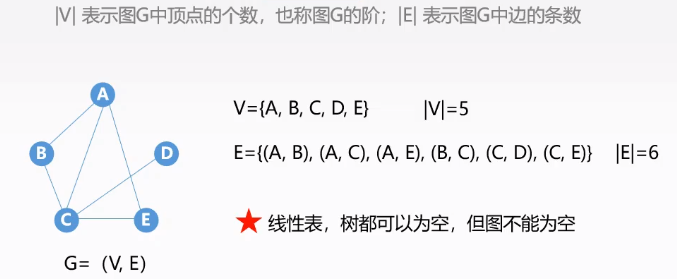 |V| 表示图G中顶点的个数，也称图G的阶；|E| 表示图G中边的条数
A
V={A, B, C, D, E} |V|=5
B
D
E={(A, B), (A, C), (A, E), (B, C), (C, D), (C, E)} |E|=6
C
E
★ 线性表，树都可以为空，但图不能为空
G=（V, E）